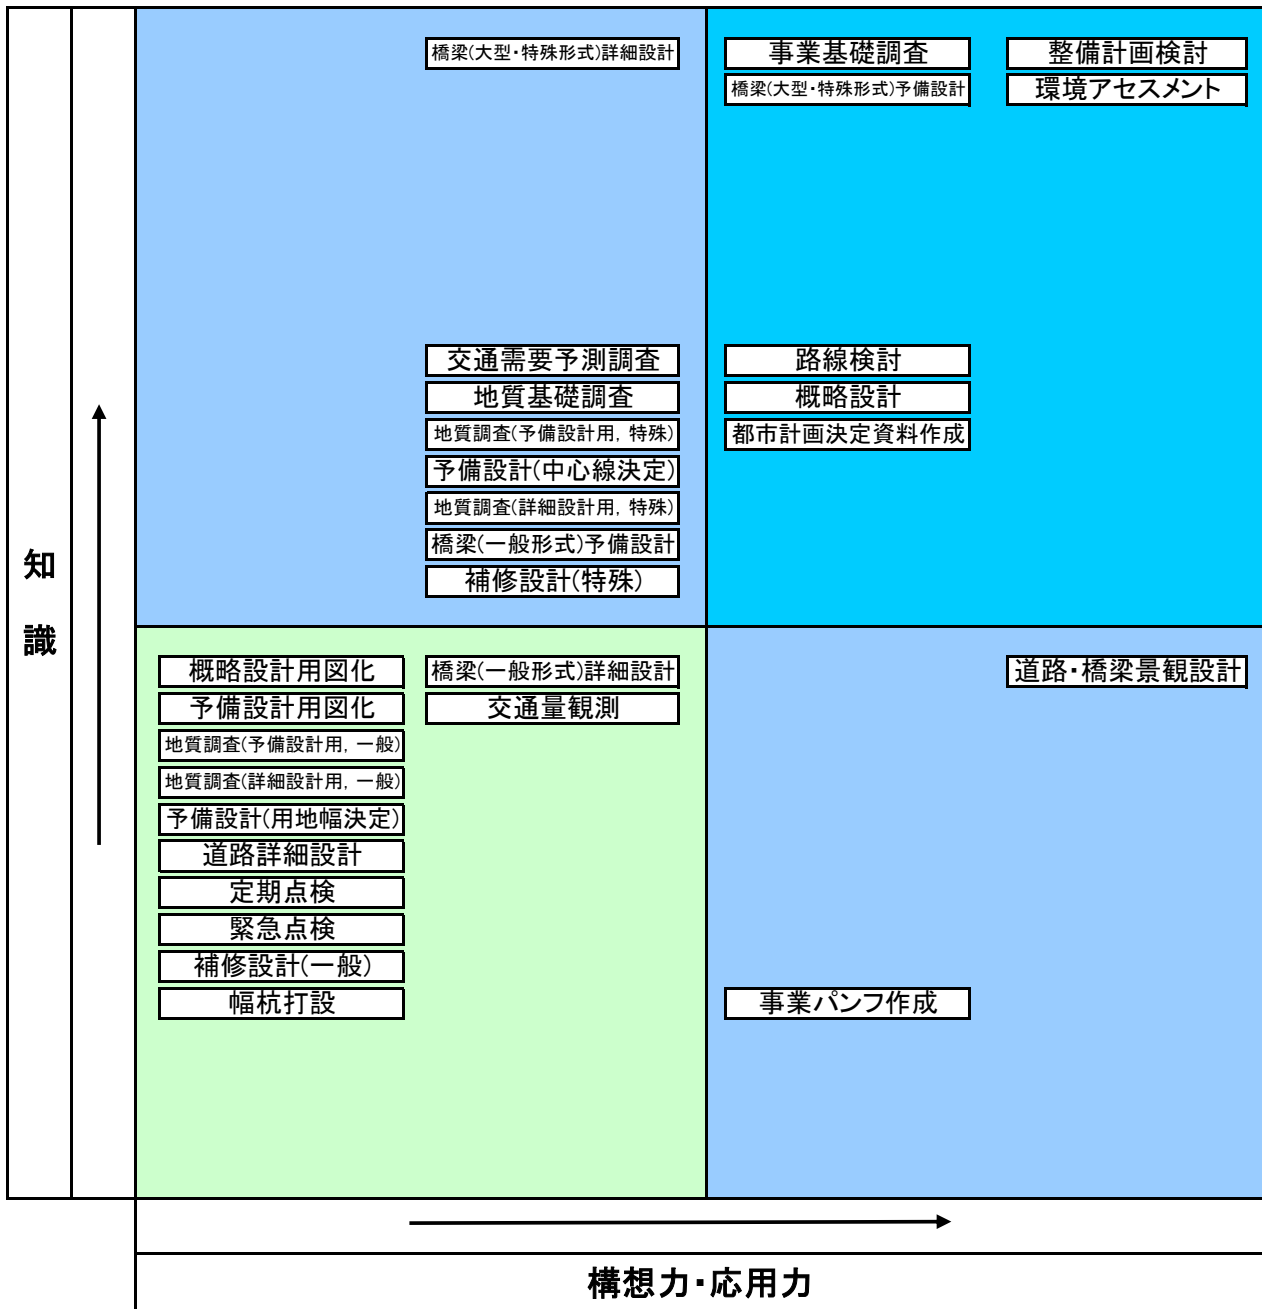 橋梁(大型・特殊形式)詳細設計
事業基礎調査
整備計画検討
橋梁(大型・特殊形式)予備設計
環境アセスメント
交通需要予測調査
路線検討
地質基礎調査
概略設計
地質調査(予備設計用,特殊)
都市計画決定資料作成
予備設計(中心線決定)
地質調査(詳細設計用,特殊)
橋梁(一般形式)予備設計
補修設計(特殊)
知識
概略設計用図化
橋梁(一般形式)詳細設計
道路・橋梁景観設計
予備設計用図化
交通量観測
地質調査(予備設計用,一般)
地質調査(詳細設計用,一般)
予備設計(用地幅決定)
道路詳細設計
定期点検
緊急点検
補修設計(一般)
幅杭打設
事業パンフ作成
構想力・応用力